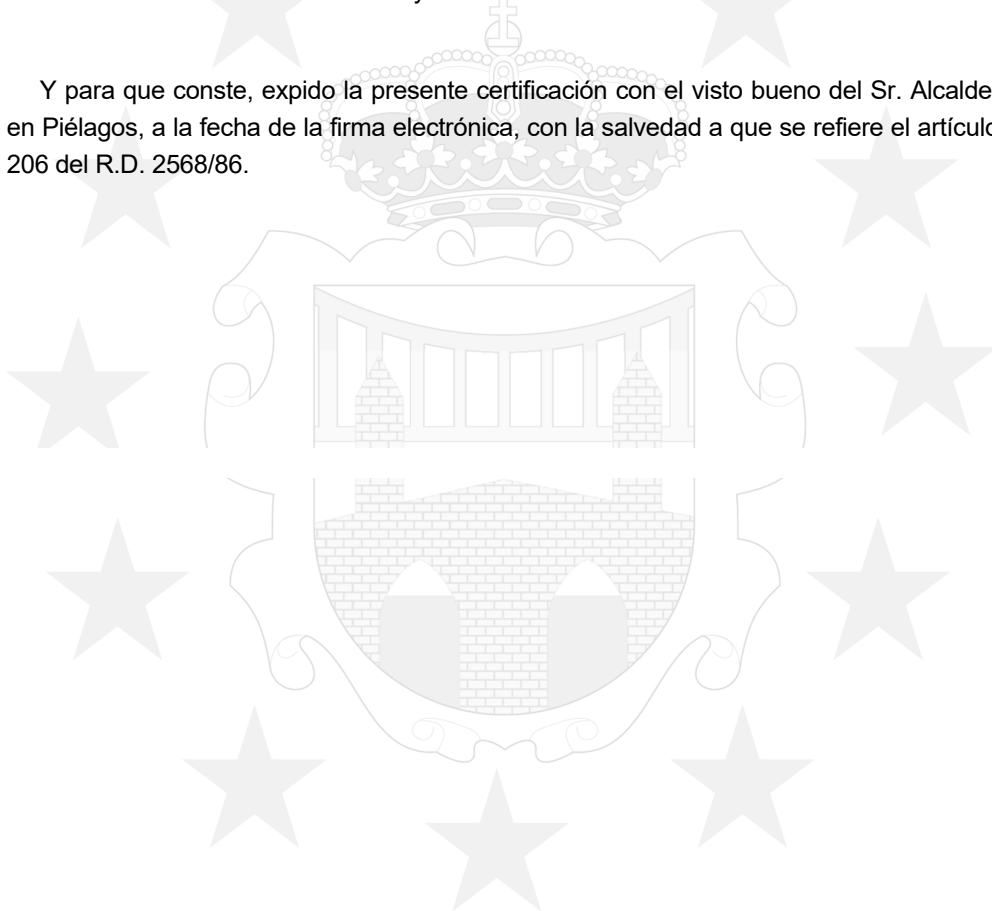 Y para que conste, expido la presente certificación con el visto bueno del Sr. Alcalde
en Piélagos, a la fecha de la firma electrónica, con la salvedad a que se refiere el artículo
206 del R.D. 2568/86.